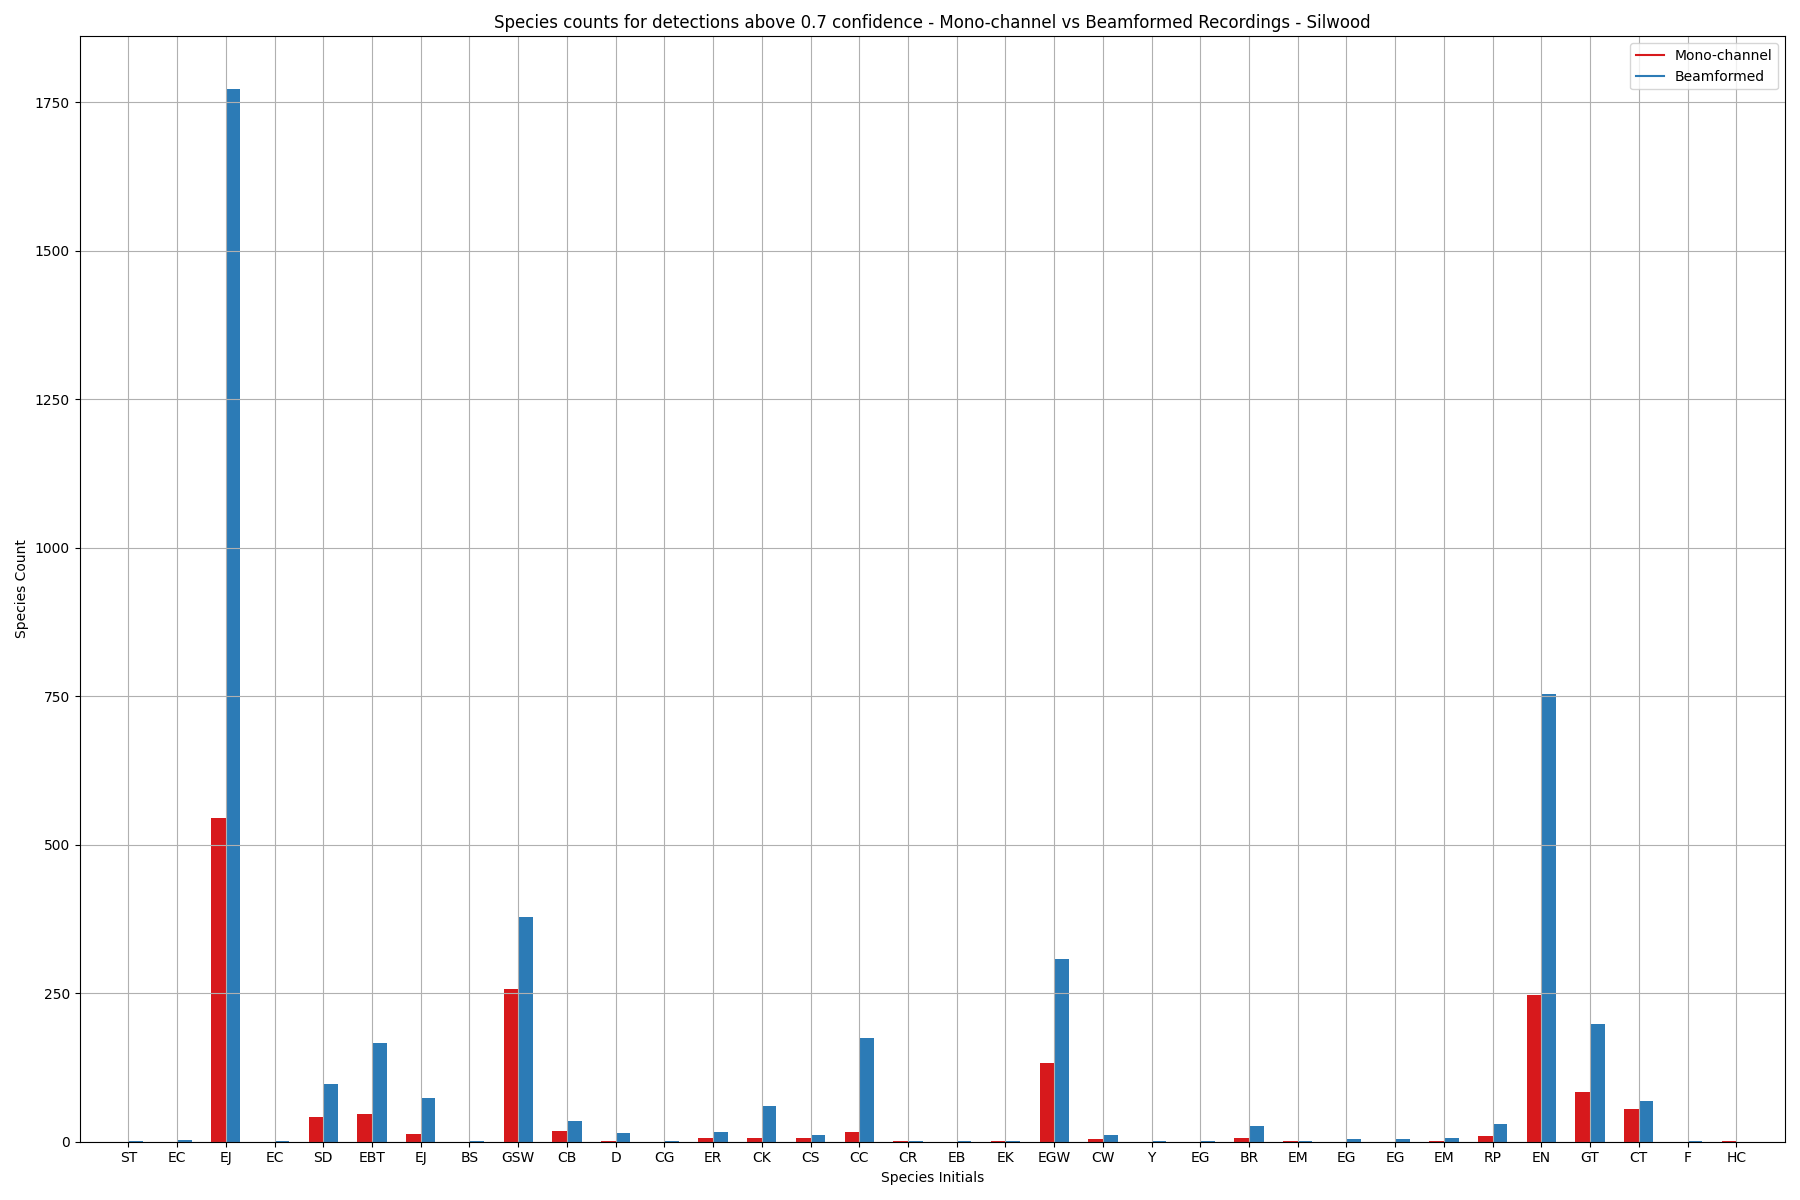 Species counts for detections above 0.7 confidence - Mono-channel vs Beamformed Recordings - Silwood
Mono-channel
Beamformed
1750
1500
1250
1000
750
500
250
0
Species Count
ST EC EJ EC SD EBT EJ BS GSW CB D CG ER CK CS CC CR EB EK EGW CW Y EG BR EM EG EG EM RP EN GT CT F HC
Species Initials